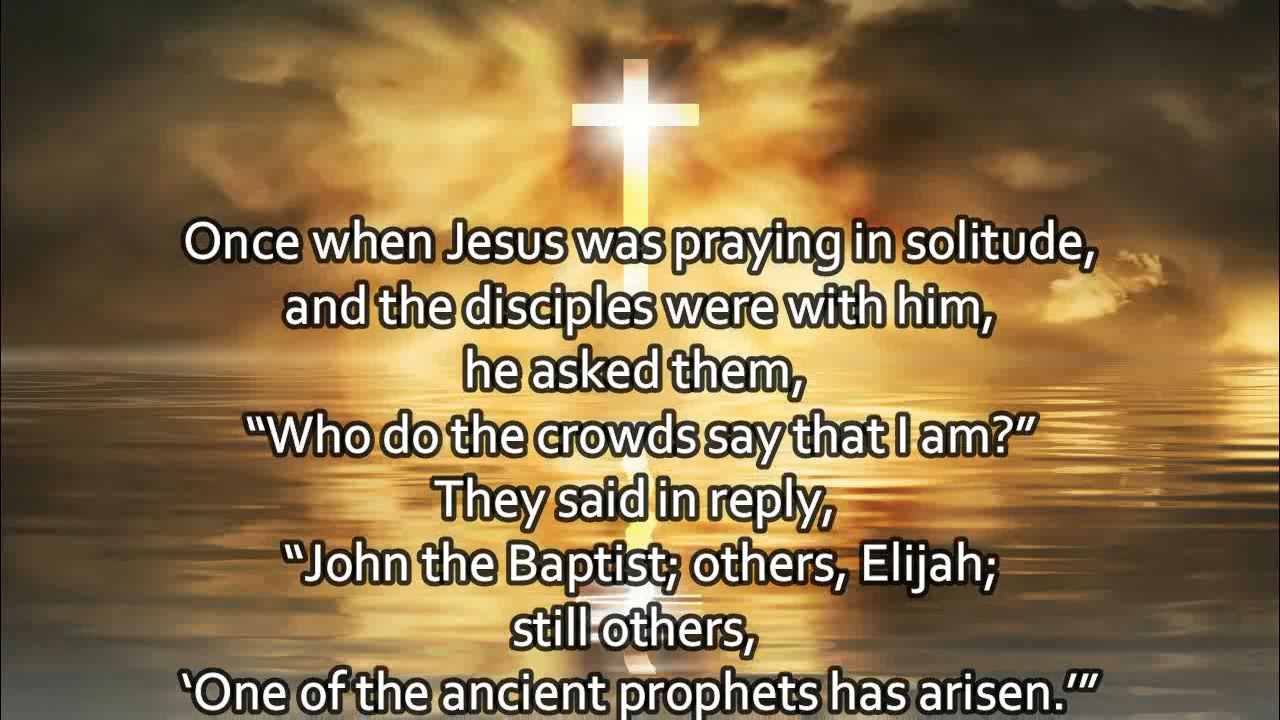 Once when Jesus was praying in solitude,
and the disciples were with him,
he asked them,
“Who do the crowds say that I am?”
They said in reply,
“John the Baptist; others, Elijah;
still others,
‘One of the ancient prophets has arisen.’”